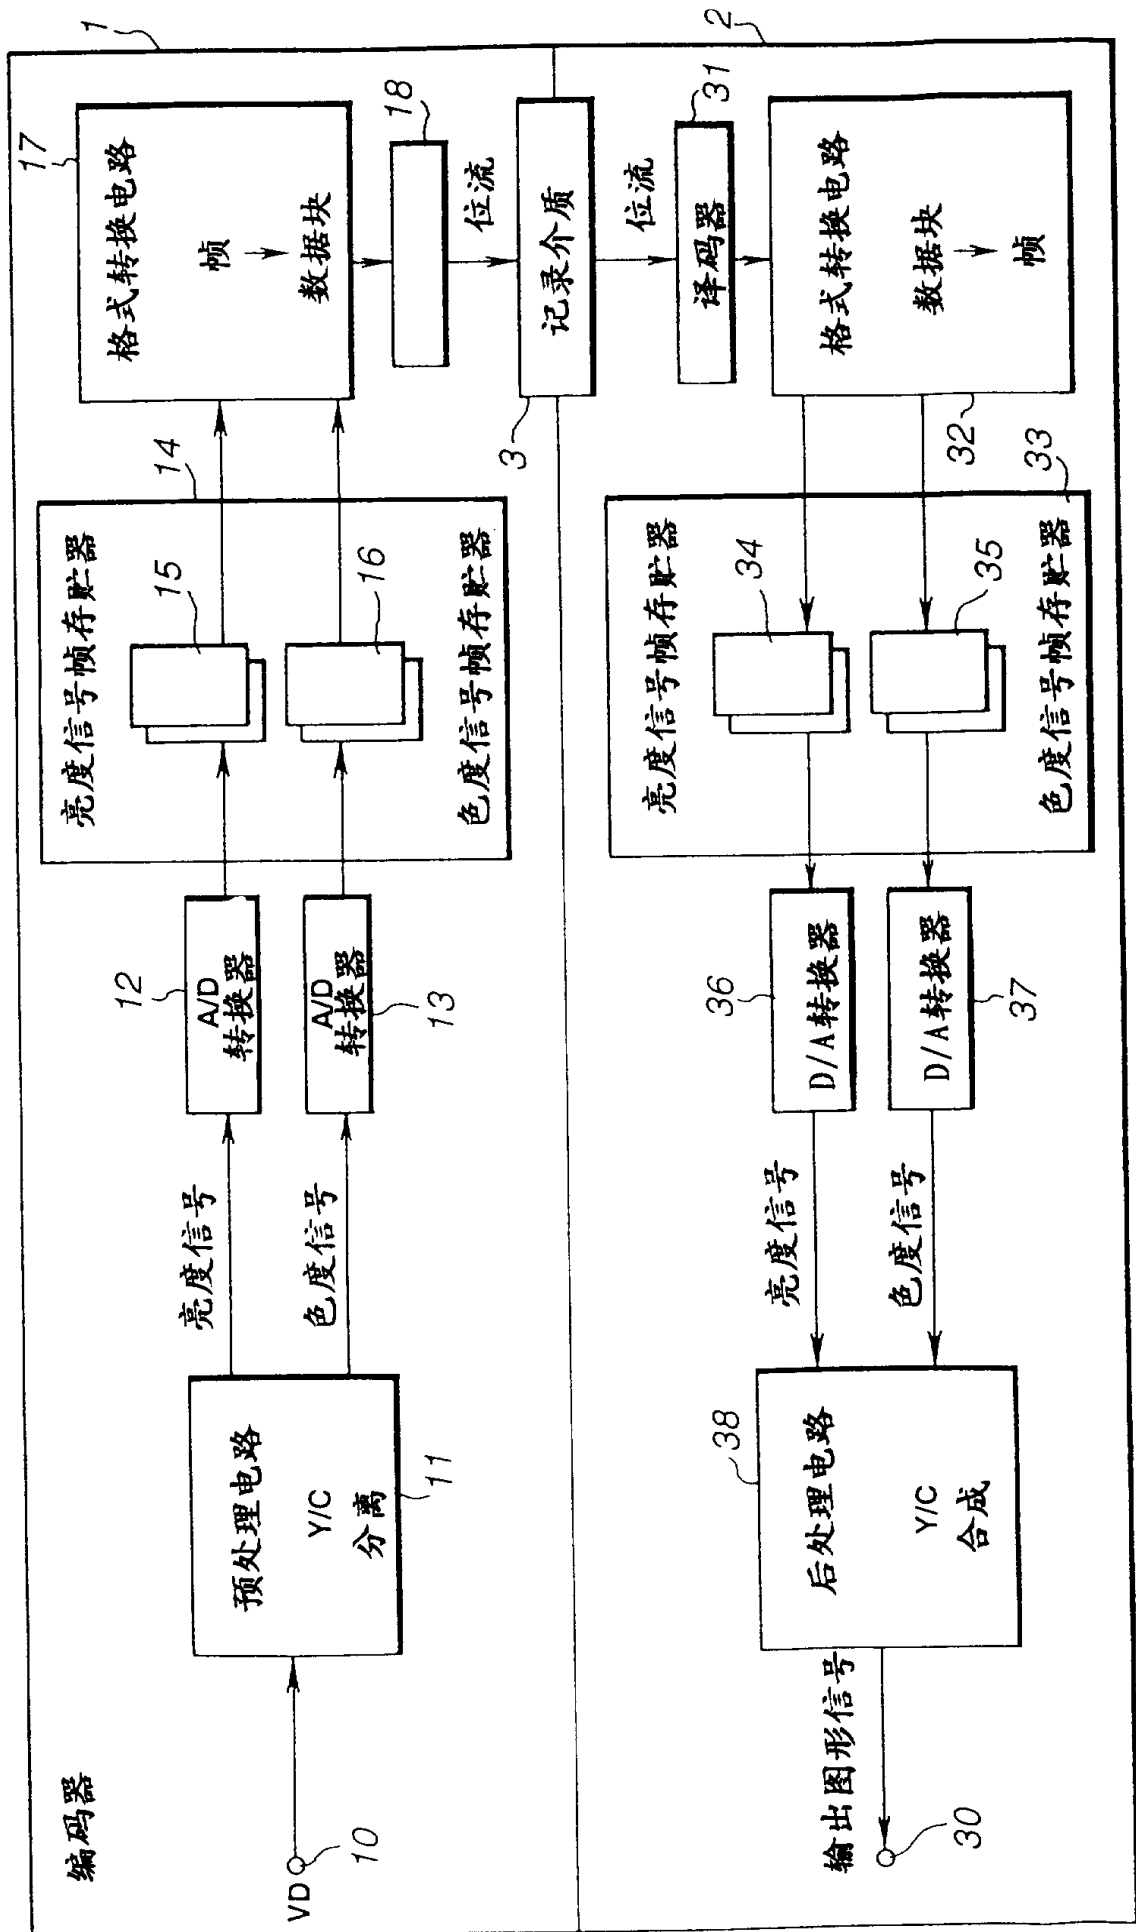 1
编码器
VD
10
预处理电路
Y/C
分离
11
亮度信号
色度信号
12
A/D
转换器
A/D
转换器
13
14
亮度信号帧存贮器
15
16
色度信号帧存贮器
17
格式转换电路
帧
数据块
18
位流
3
记录介质
2
位流
31
译码器
格式转换电路
数据块
帧
32
33
亮度信号帧存贮器
34
35
色度信号帧存贮器
36
D/A转换器
D/A转换器
37
亮度信号
色度信号
38
后处理电路
Y/C
合成
输出图形信号
30